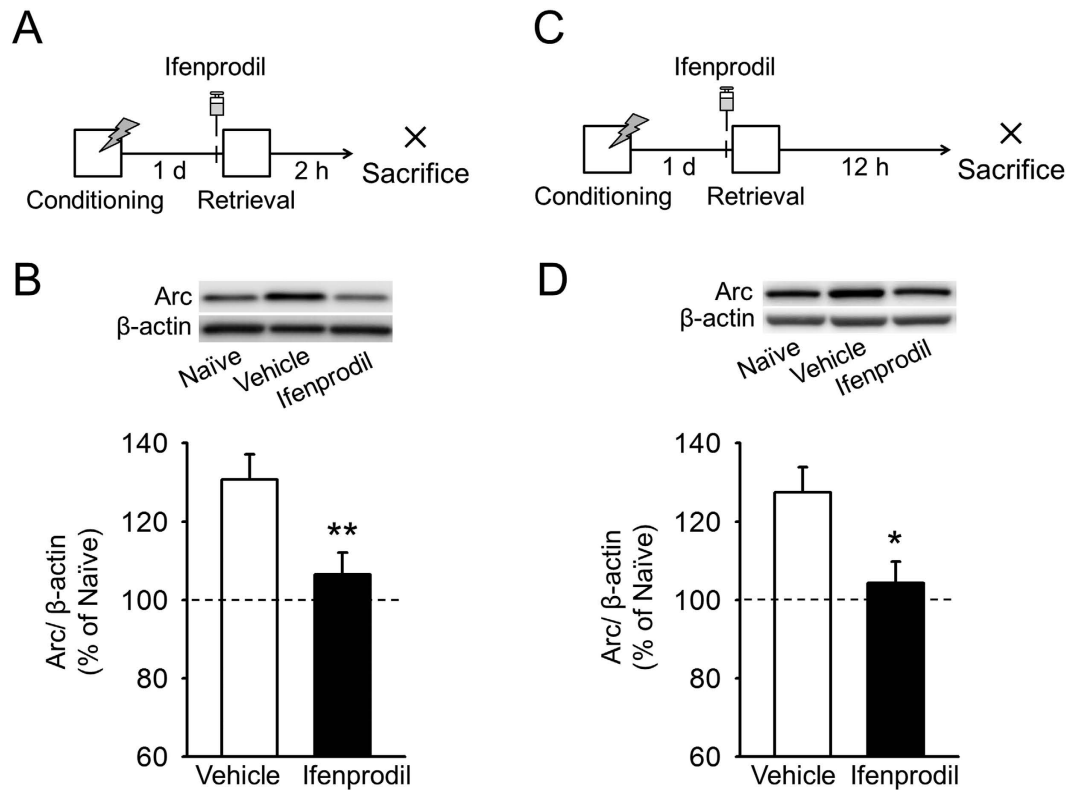 A
Ifenprodil
1 d
2 h
Sacrifice
Conditioning
Retrieval
B
Arc
β-actin
Naïve
Vehicle
Ifenprodil
140
120
100
80
60
Arc/ β-actin
(% of Naïve)
**
Vehicle
Ifenprodil
C
Ifenprodil
1 d
12 h
Sacrifice
Conditioning
Retrieval
D
Arc
β-actin
Naïve
Vehicle
Ifenprodil
140
120
100
80
60
Arc/ β-actin
(% of Naïve)
*
Vehicle
Ifenprodil